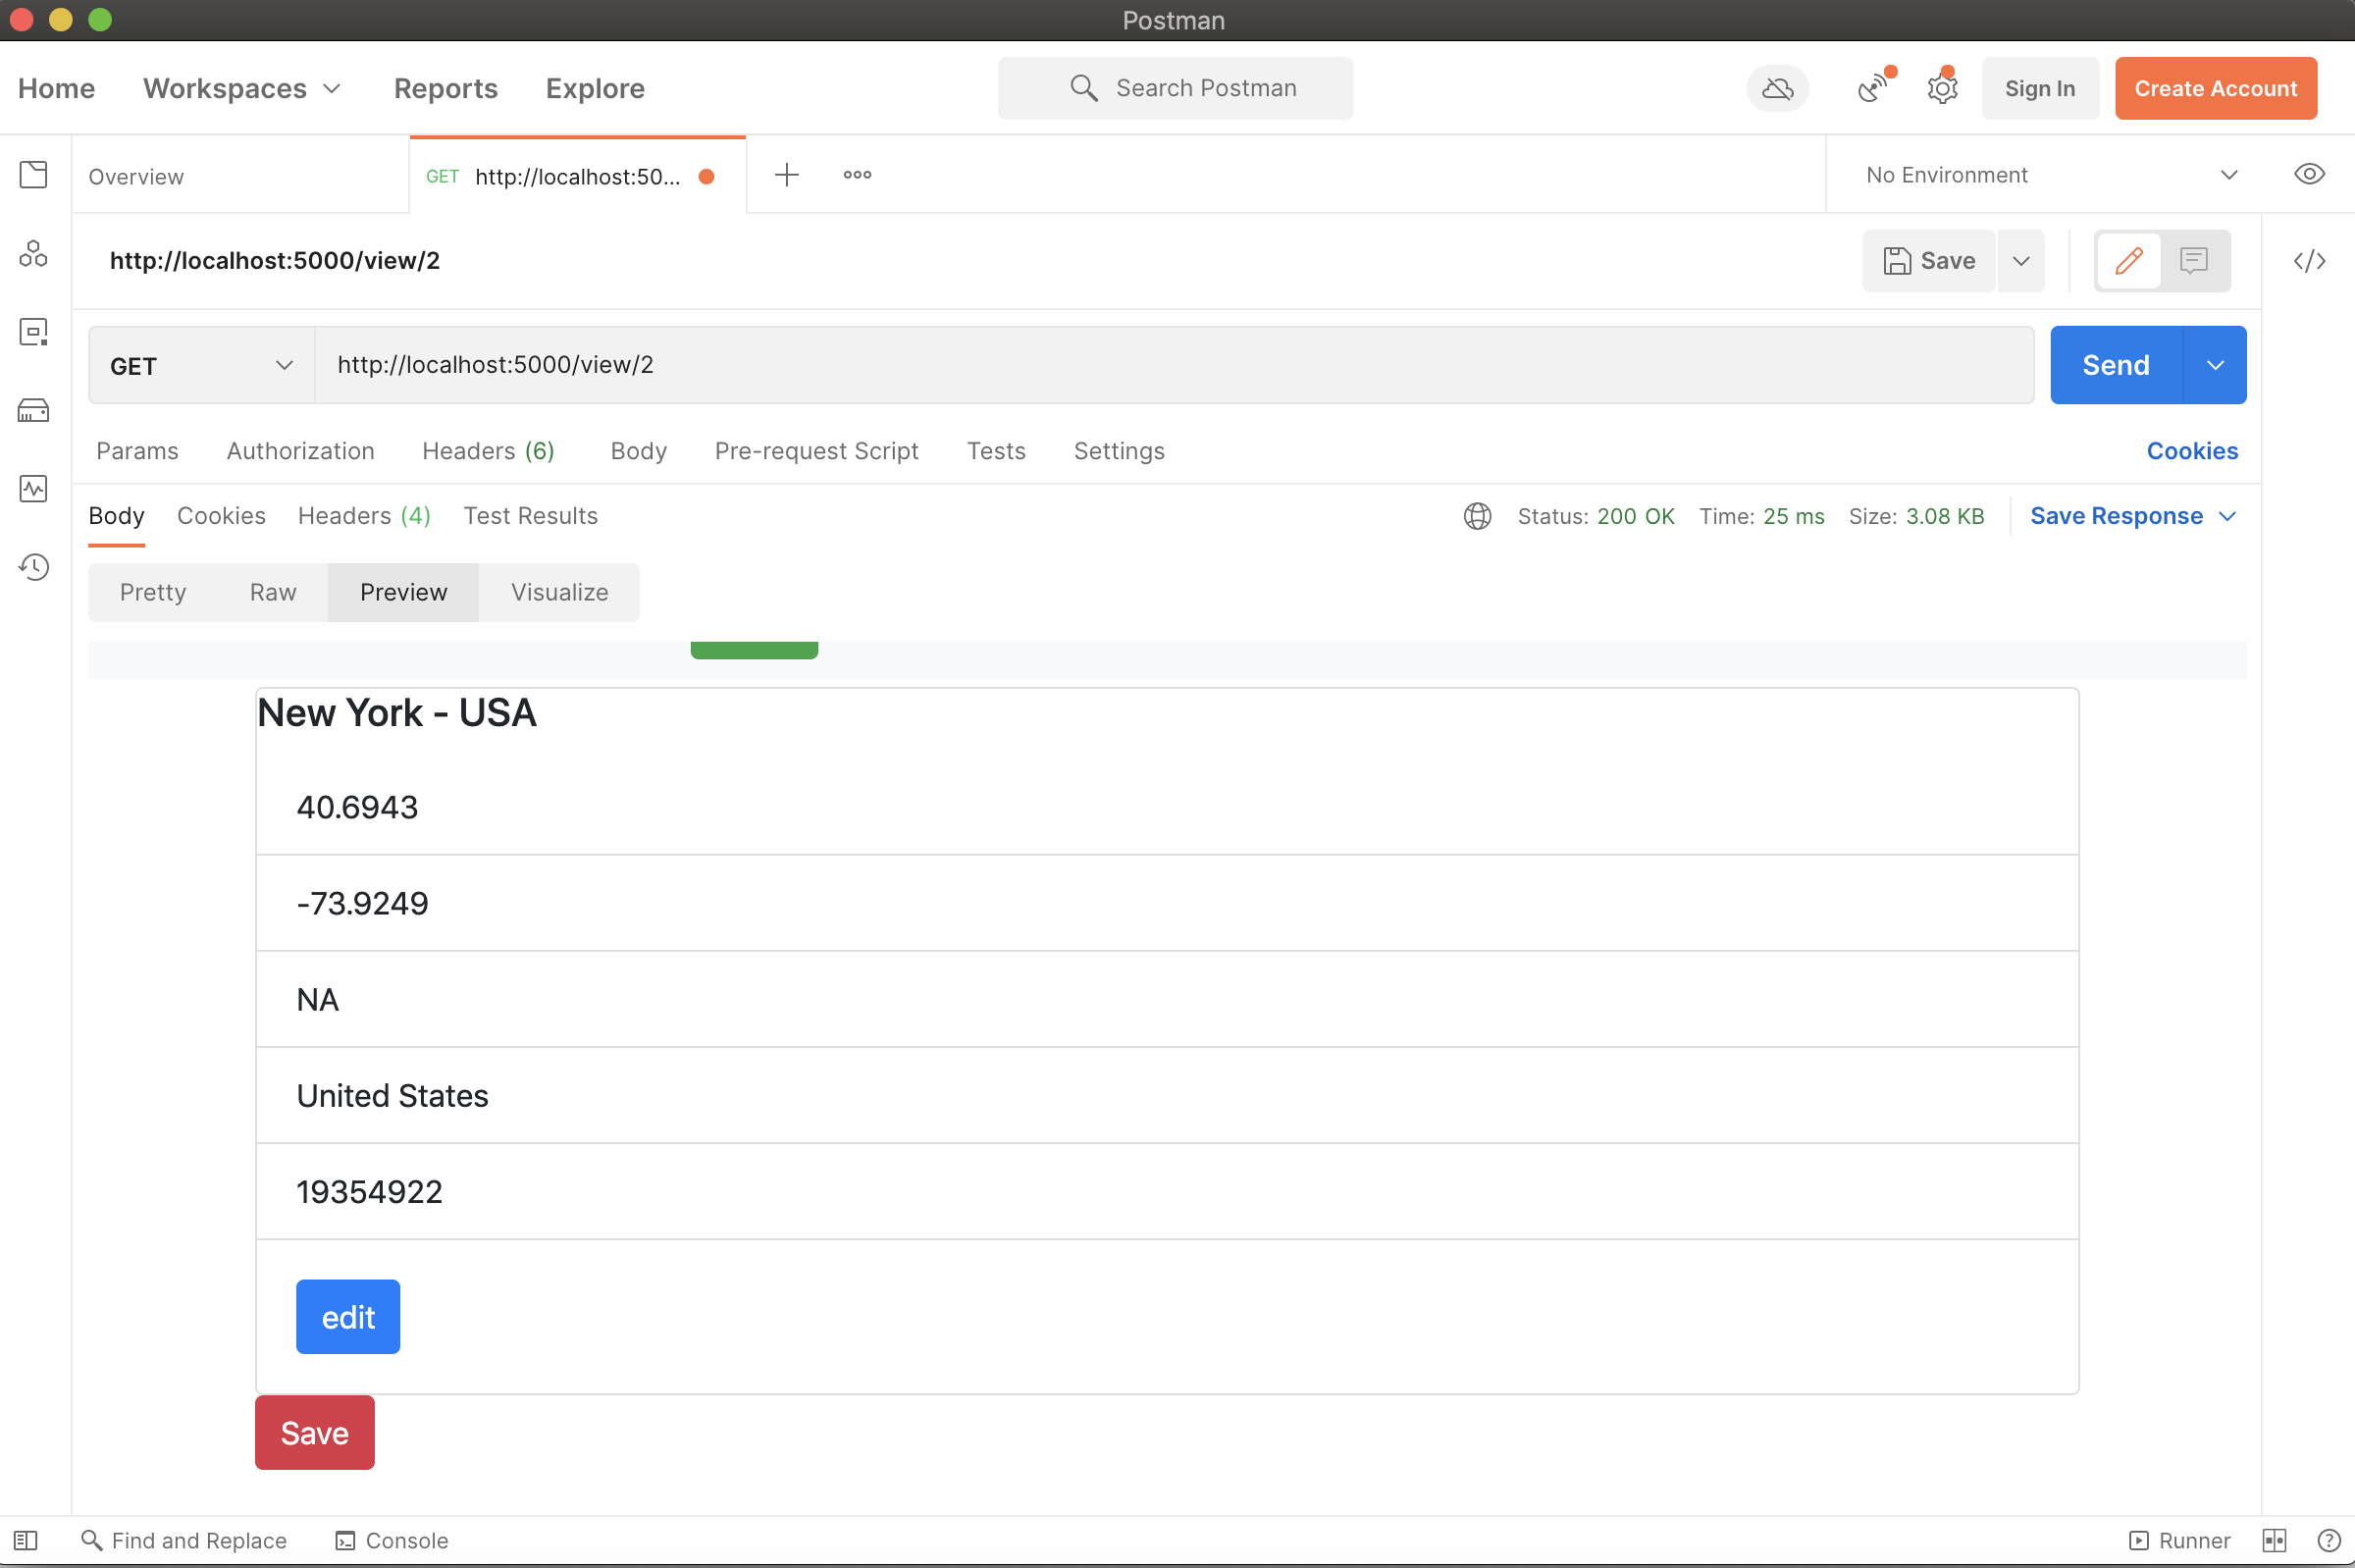 Postman
Home Workspaces Reports Explore Search Postman Sign In Create Account
Overview GET http://localhost:50... No Environment
http://localhost:5000/view/2 Save
GET http://localhost:5000/view/2 Send
Params Authorization Headers (6) Body Pre-request Script Tests Settings Cookies
Body Cookies Headers (4) Test Results Status: 200 OK Time: 25 ms Size: 3.08 KB Save Response
Pretty Raw Preview Visualize
New York - USA
40.6943
-73.9249
NA
United States
19354922
edit
Save
Find and Replace Console Runner